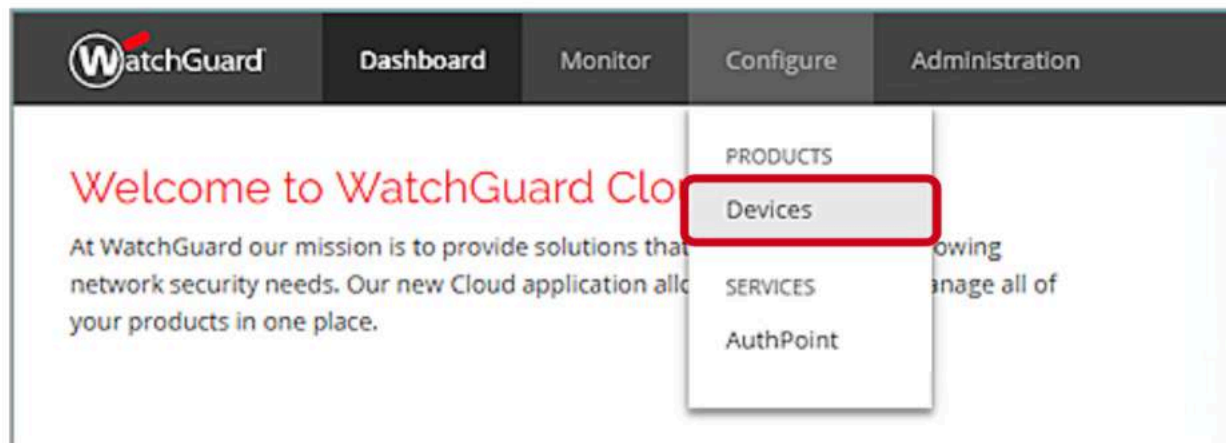 WatchGuard Dashboard Monitor Configure Administration
PRODUCTS
Welcome to WatchGuard Clo
Devices
At WatchGuard our mission is to provide solutions that owing
network security needs. Our new Cloud application allo anage all of
SERVICES
your products in one place.
AuthPoint